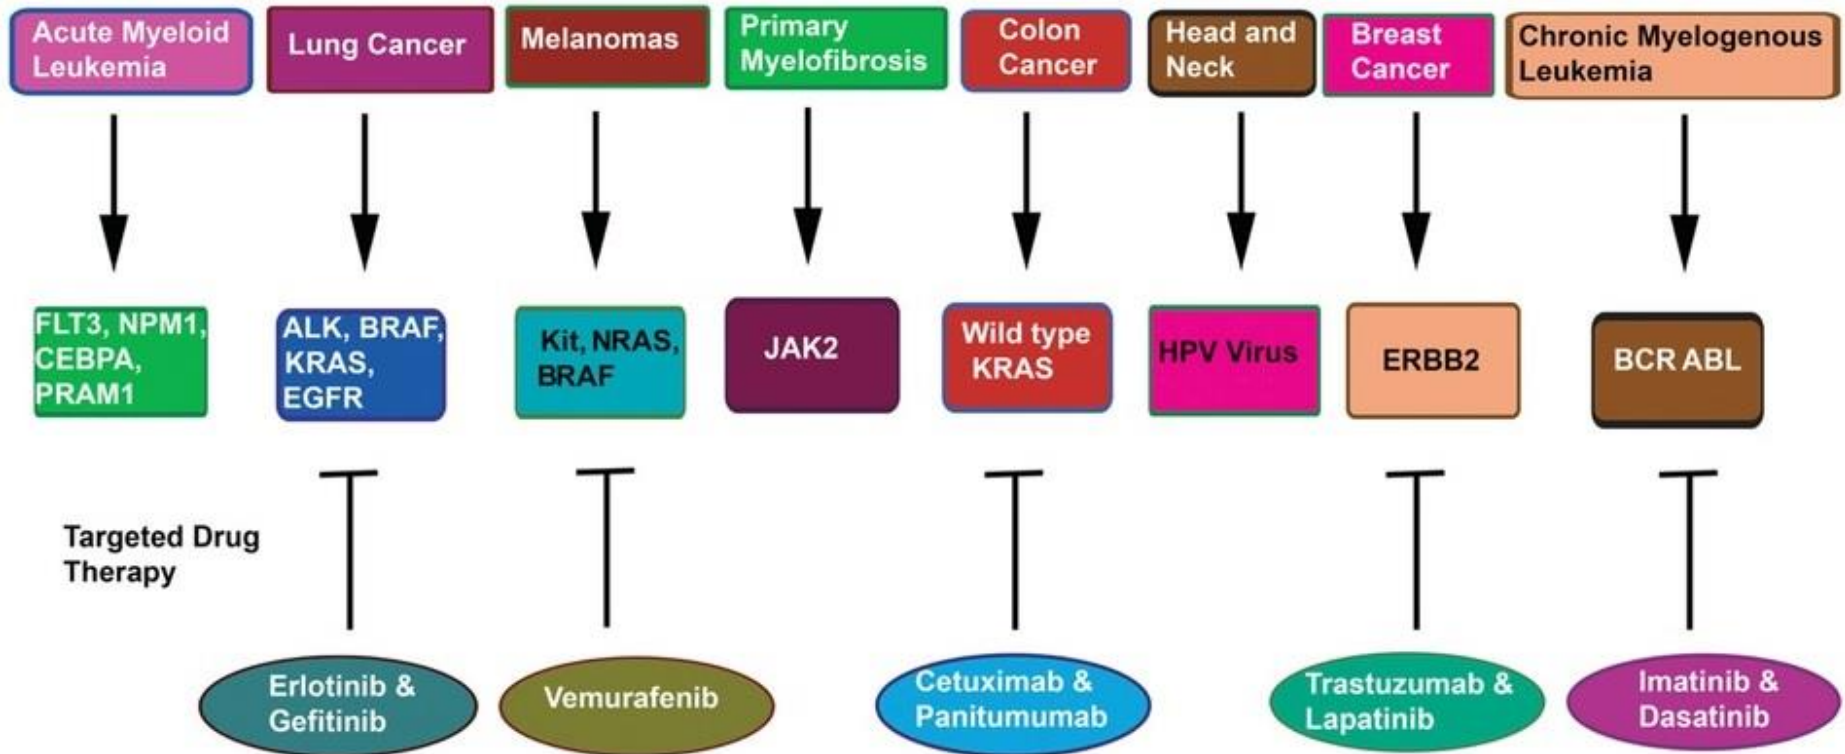 Acute Myeloid
Leukemia
Lung Cancer
Melanomas
Primary
Myelofibrosis
Colon
Cancer
Head and
Neck
Breast
Cancer
Chronic Myelogenous
Leukemia
FLT3, NPM1,
CEBPA,
PRAM1
ALK, BRAF,
KRAS,
EGFR
Kit, NRAS,
BRAF
JAK2
Wild type
KRAS
HPV Virus
ERBB2
BCR ABL
Targeted Drug
Therapy
Erlotinib &
Gefitinib
Vemurafenib
Cetuximab &
Panitumumab
Trastuzumab &
Lapatinib
Imatinib &
Dasatinib